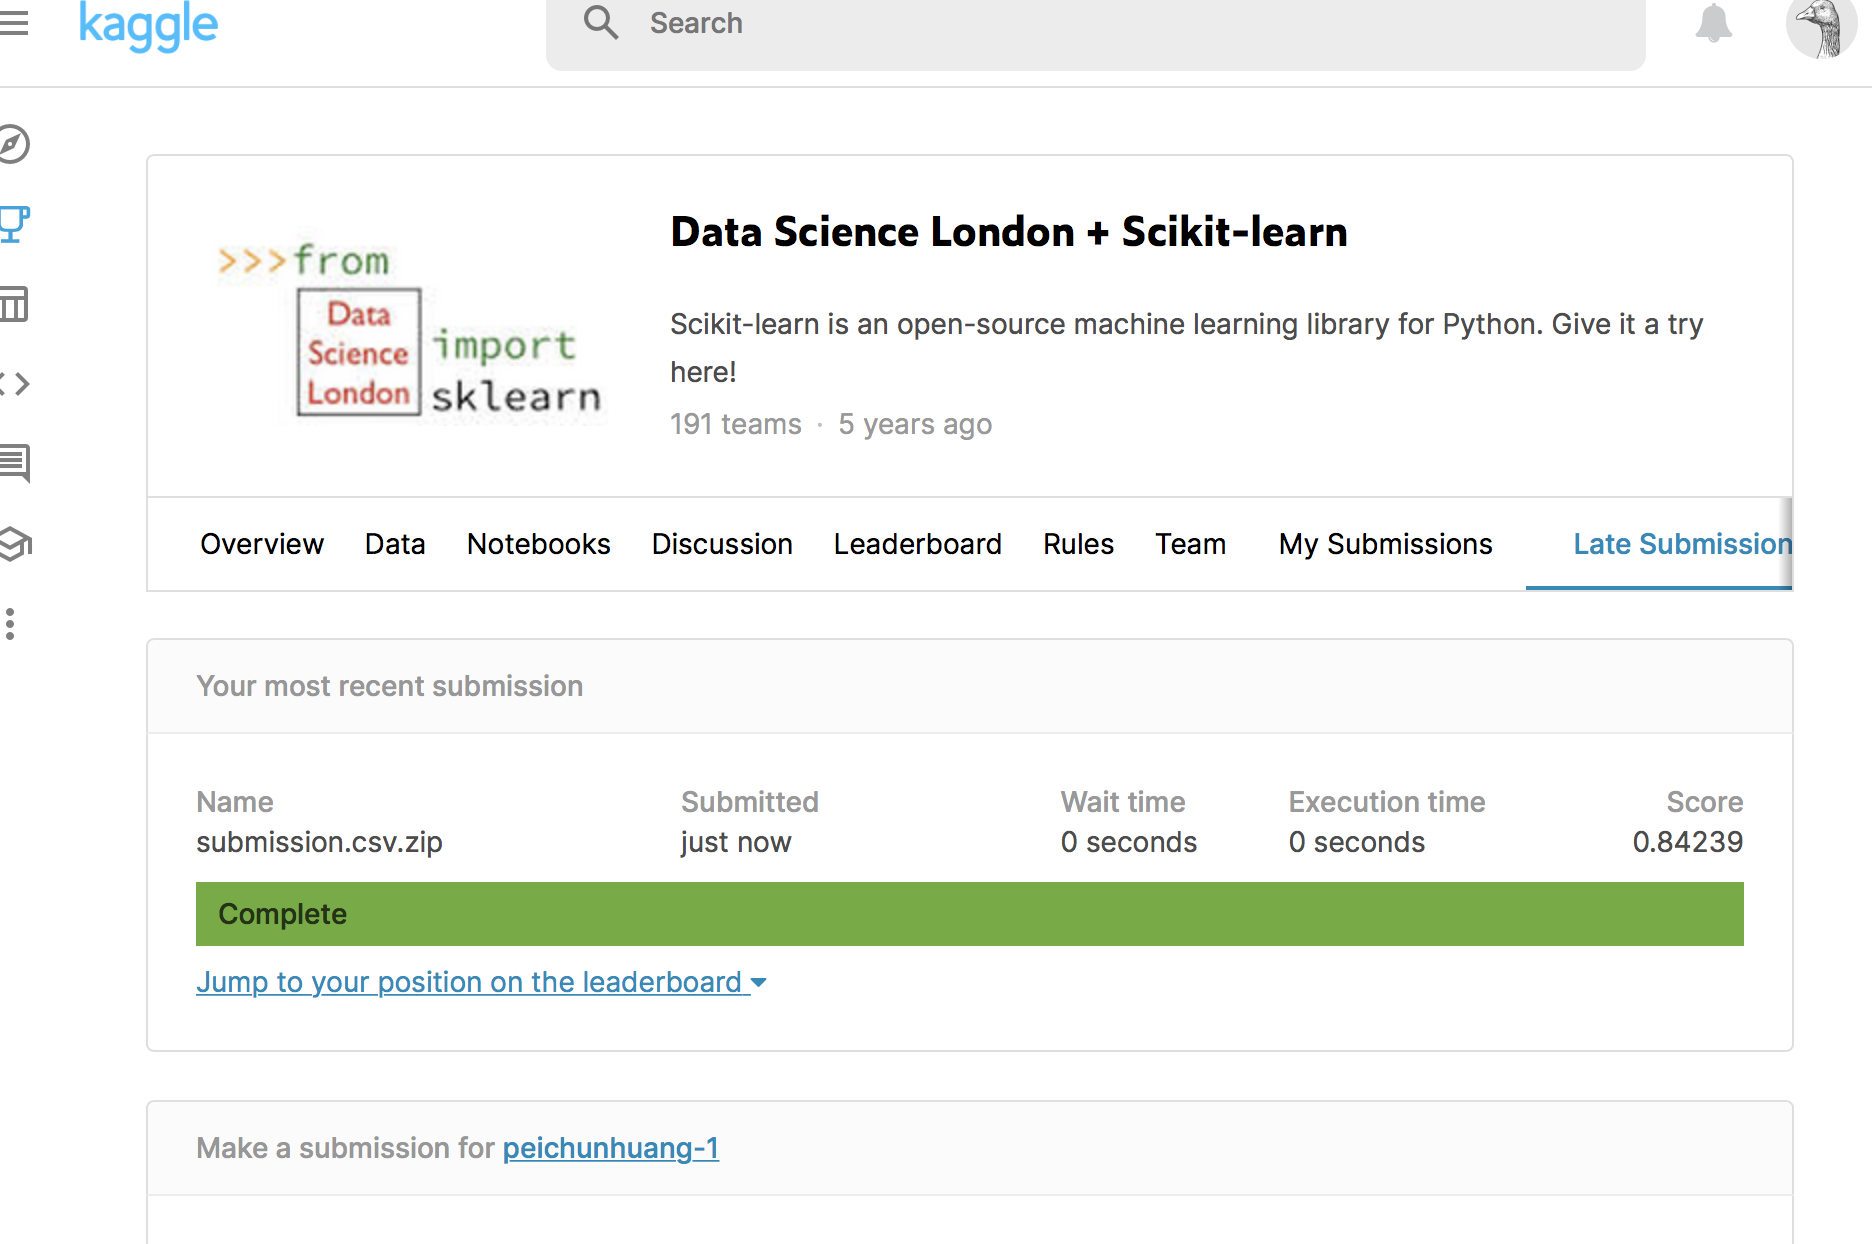 kaggle
Search
Data Science London + Scikit-learn
>>>from
Data
Science
London
import
sklearn
Scikit-learn is an open-source machine learning library for Python. Give it a try
here!
191 teams · 5 years ago
Overview Data Notebooks Discussion Leaderboard Rules Team My Submissions Late Submission
Your most recent submission
Name Submitted Wait time Execution time Score
submission.csv.zip just now 0 seconds 0 seconds 0.84239
Complete
Jump to your position on the leaderboard
Make a submission for peichunhuang-1